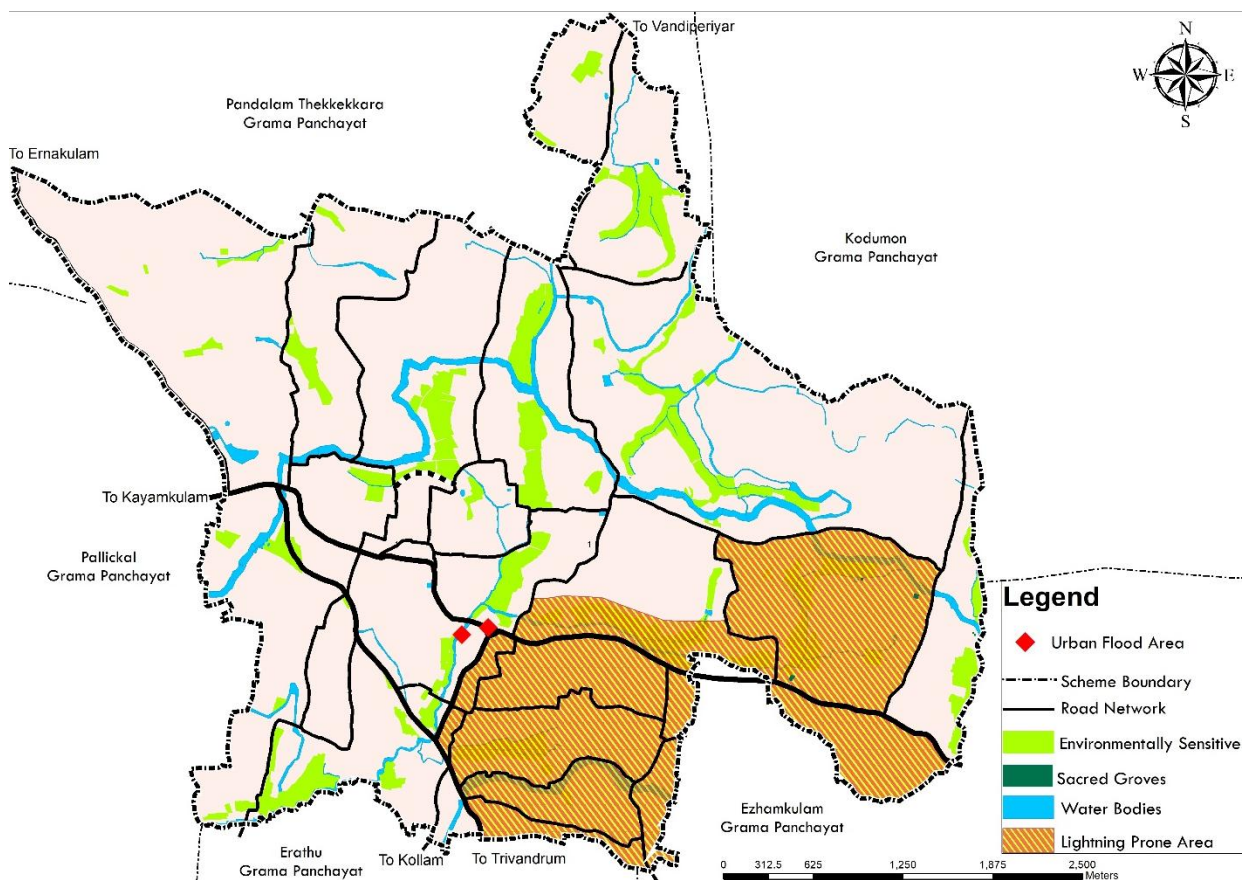 To Vandiperiyar
N
W E
S
Pandalam Thekkekkara
Grama Panchayat
To Ernakulam
Kodumon
Grama Panchayat
To Kayamkulam
1
Pallickal
Grama Panchayat
Legend
Urban Flood Area
Scheme Boundary
Road Network
Environmentally Sensitive
Sacred Groves
Water Bodies
Lightning Prone Area
Ezhamkulam
Grama Panchayat
Erathu
Grama Panchayat
To Kollam
To Trivandrum
0 312.5 625 1,250 1,875 2,500
Meters